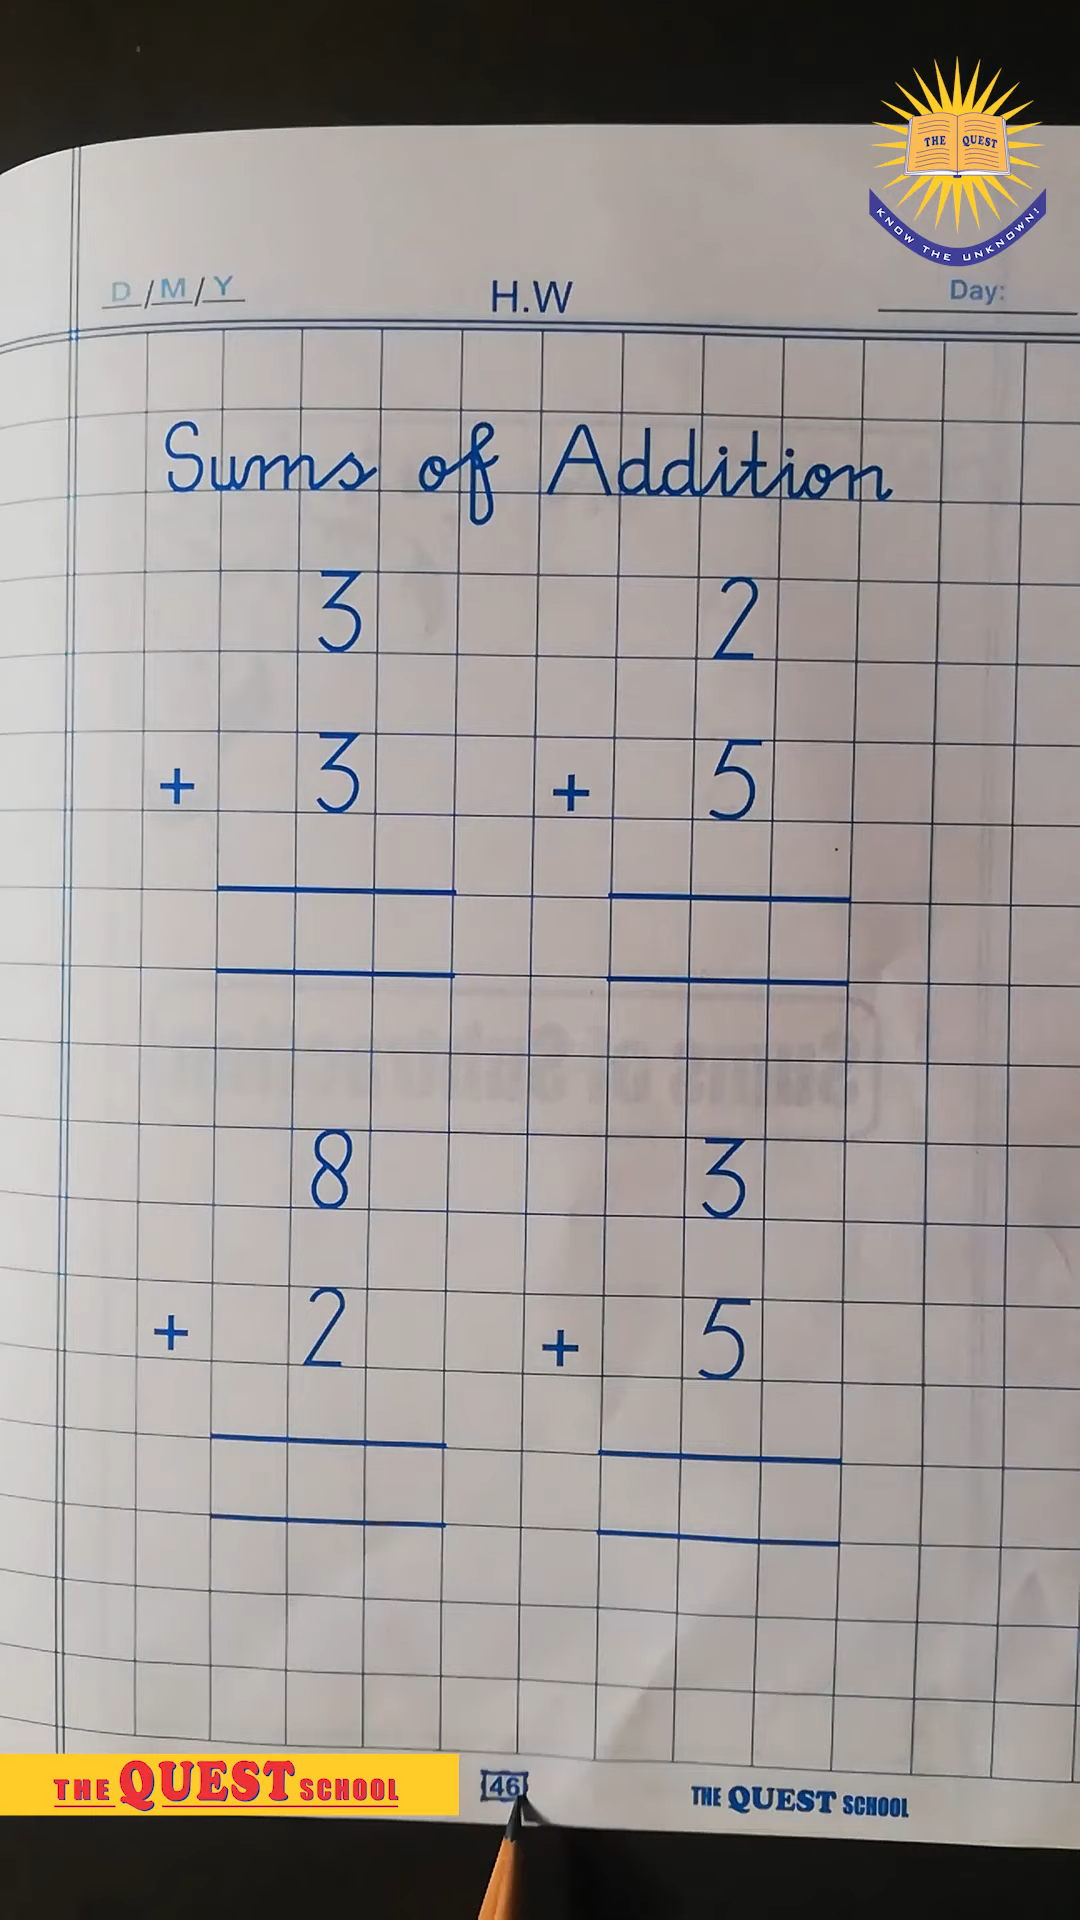 THE QUEST
KNOW THE UNKNOWN!
D/M/Y H.W Day:
Sums of Addition
3 2
+ 3 + 5
8 3
+ 2 + 5
THE QUEST SCHOOL 46 THE QUEST SCHOOL